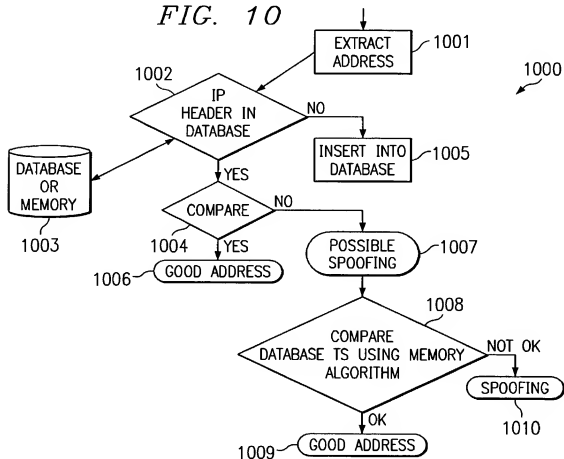 FIG. 10
EXTRACT
ADDRESS
1001
1002
1000
IP
HEADER IN
DATABASE
NO
INSERT INTO
DATABASE
1005
DATABASE
OR
MEMORY
1003
YES
COMPARE
NO
1004
YES
1006
GOOD ADDRESS
POSSIBLE
SPOOFING
1007
1008
COMPARE
DATABASE TS USING MEMORY
ALGORITHM
NOT OK
SPOOFING
1010
OK
1009
GOOD ADDRESS